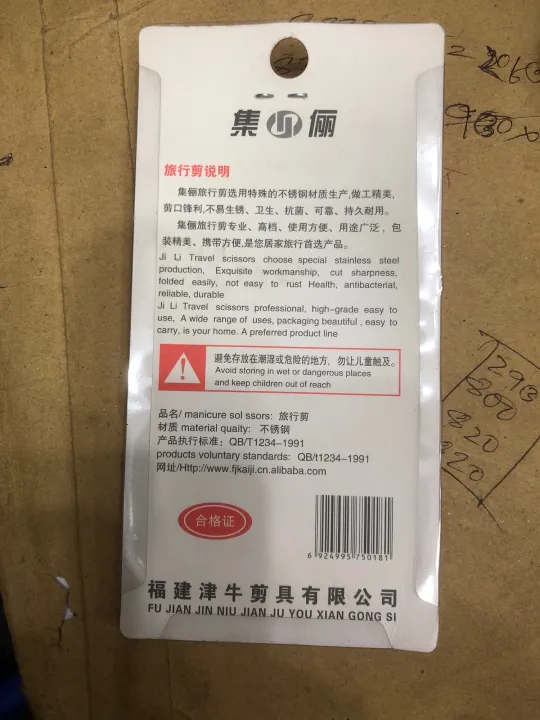 集俪
旅行剪说明
集俪旅行剪选用特殊的不锈钢材质生产,做工精美,
剪口锋利,不易生锈、卫生、抗菌、可靠、持久耐用。
集俪旅行剪专业、高档、使用方便、用途广泛，包
装精美、携带方便,是您居家旅行首选产品。
Ji Li Travel scissors choose special stainless steel
production, Exquisite workmanship, cut sharpness,
folded easily, not easy to rust Health, antibacterial,
reliable, durable
Ji Li Travel scissors professional, high-grade easy to
use, A wide range of uses, packaging beautiful , easy to
carry, is your home. A preferred product line
避免存放在潮湿或危险的地方，勿让儿童触及。
Avoid storing in wet or dangerous places
and keep children out of reach
品名/ manicure sol ssors: 旅行剪
材质 material quaity: 不锈钢
产品执行标准: QB/T1234-1991
products voluntary standards: QB/t1234-1991
网址/Http://www.fjkaiji.cn.alibaba.com
合格证
6 924995 750181
福建津牛剪具有限公司
FU JIAN JIN NIU JIAN JU YOU XIAN GONG SI
293
800
820